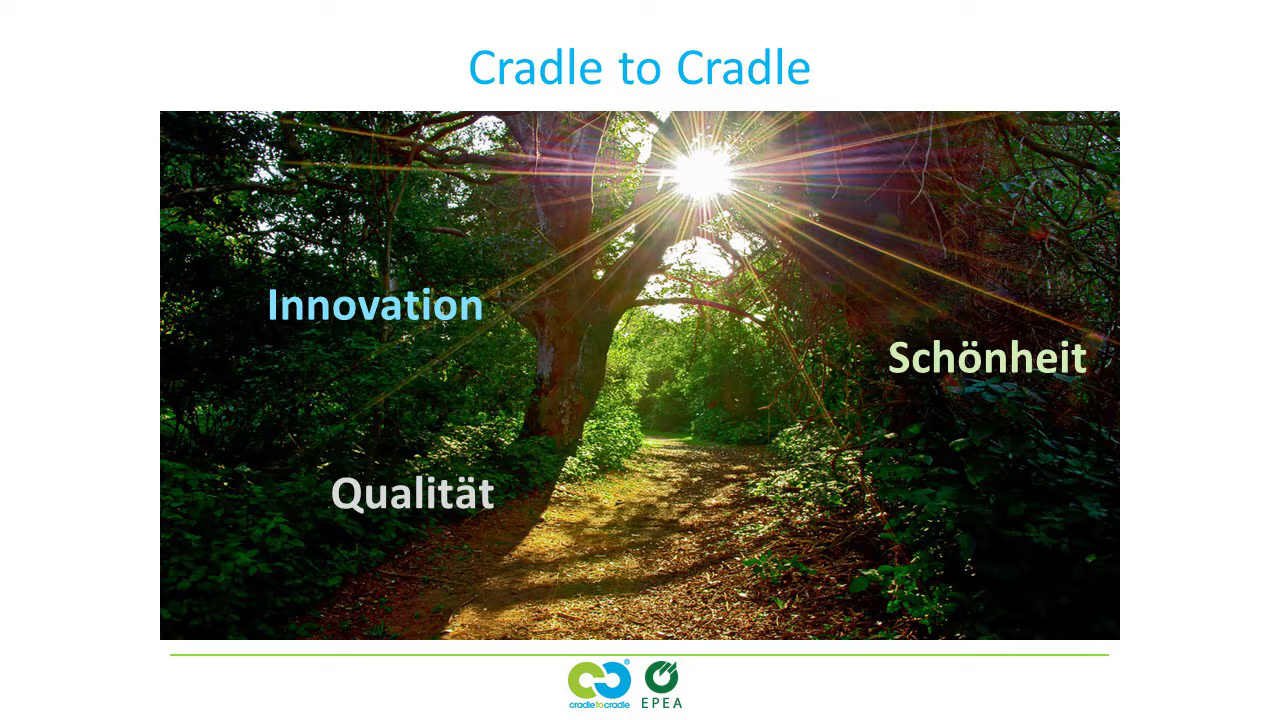 Cradle to Cradle
Innovation
Schönheit
Qualität
cradletocradle
EPEA